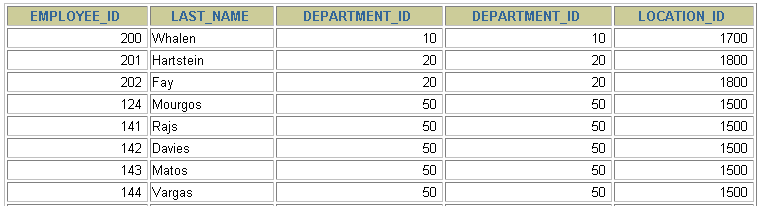 EMPLOYEE_ID LAST_NAME DEPARTMENT_ID DEPARTMENT_ID LOCATION_ID
200 Whalen 10 10 1700
201 Hartstein 20 20 1800
202 Fay 20 20 1800
124 Mourgos 50 50 1500
141 Rajs 50 50 1500
142 Davies 50 50 1500
143 Matos 50 50 1500
144 Vargas 50 50 1500